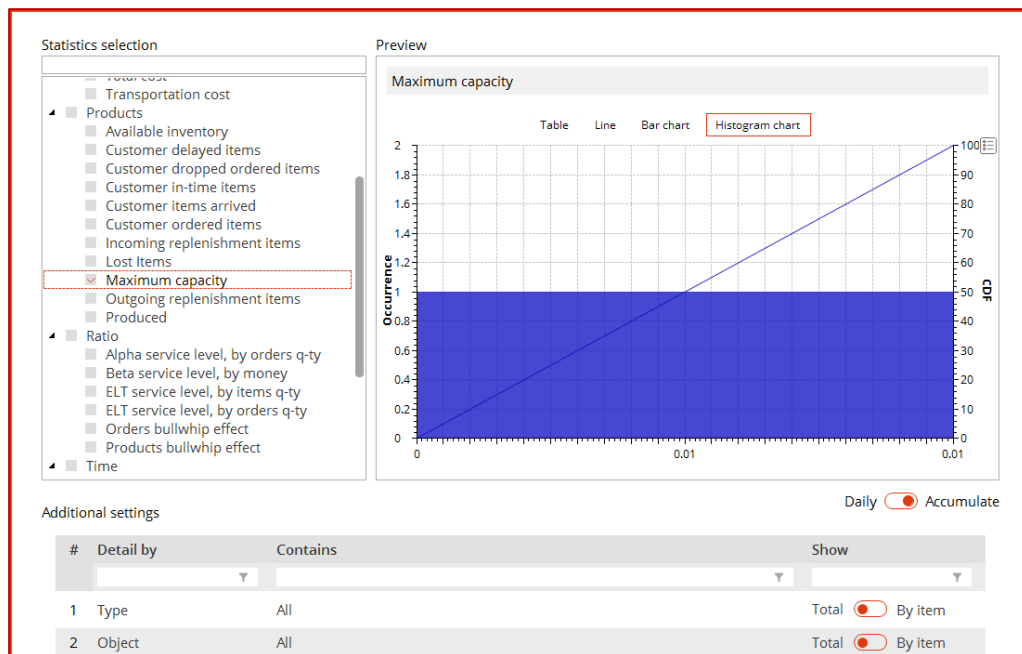 Statistics selection
Transportation cost
Products
Available inventory
Customer delayed items
Customer dropped ordered items
Customer in-time items
Customer items arrived
Customer ordered items
Incoming replenishment items
Lost Items
Maximum capacity
Outgoing replenishment items
Produced
Ratio
Alpha service level, by orders q-ty
Beta service level, by money
ELT service level, by items q-ty
ELT service level, by orders q-ty
Orders bullwhip effect
Products bullwhip effect
Time
Preview
Maximum capacity
Table Line Bar chart Histogram chart
2
1.8
1.6
1.4
1.2
1
0.8
0.6
0.4
0.2
0
Occurrence
100
90
80
70
60
50
40
30
20
10
0
CDF
0 0.01 0.01
Daily Accumulate
Additional settings
# Detail by Contains Show
1 Type All Total By item
2 Object All Total By item